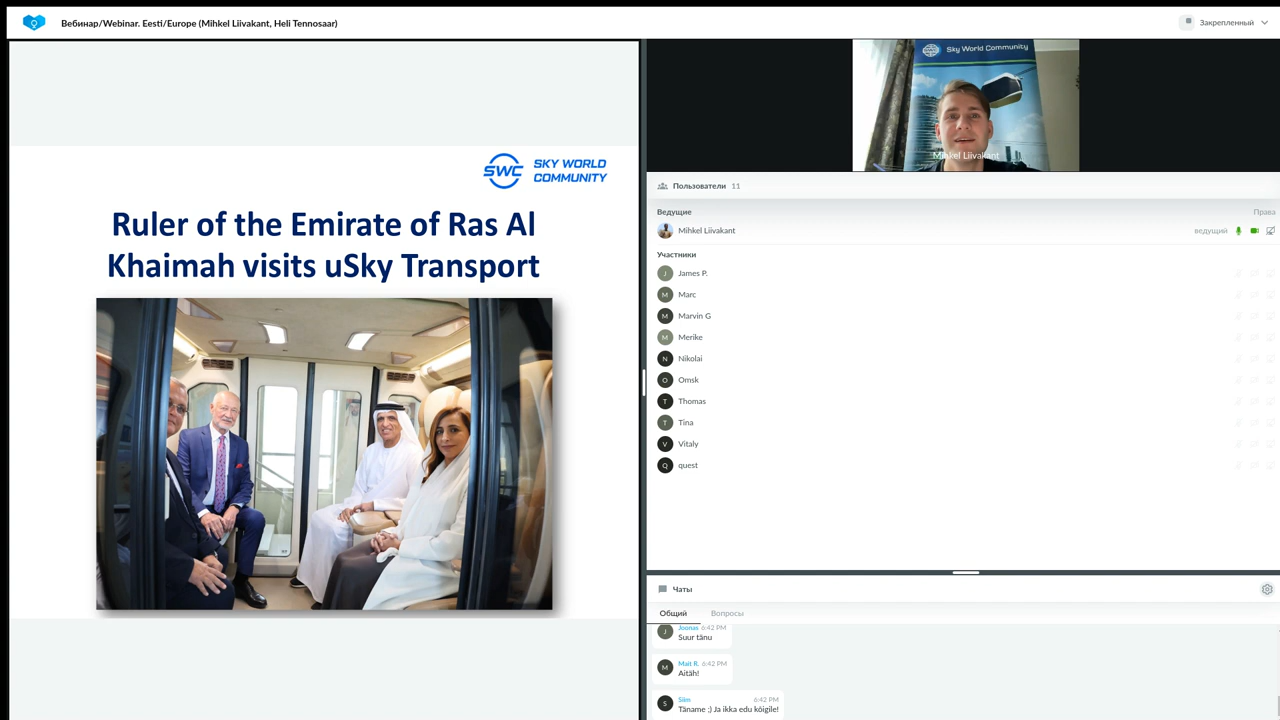 Вебинар/Webinar. Eesti/Europe (Mihkel Liivakant, Heli Tennosaar)
Закрепленный
SWC SKY WORLD
COMMUNITY
Ruler of the Emirate of Ras Al
Khaimah visits uSky Transport
Sky World Community
Mihkel Liivakant
Пользователи 11
Ведущие
Права
Mihkel Liivakant
ведущий
Участники
J James P.
M Marc
M Marvin G
M Merike
N Nikolai
O Omsk
T Thomas
T Tina
V Vitaly
Q quest
Чаты
Общий
Вопросы
J Joonas 6:42 PM
Suur tänu
M Mait R. 6:42 PM
Aitäh!
S Siim 6:42 PM
Täname ;) Ja ikka edu kõigile!